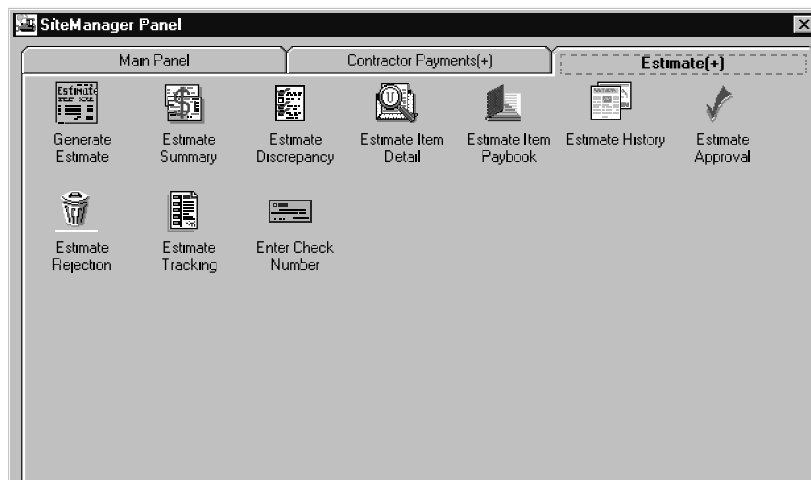 SiteManager Panel
Main Panel
Contractor Payments(+)
Estimate(+)
Estimate
Generate
Estimate
Estimate
Summary
Estimate
Discrepancy
Estimate Item
Detail
Estimate Item
Paybook
Estimate History
Estimate
Approval
Estimate
Rejection
Estimate
Tracking
Enter Check
Number